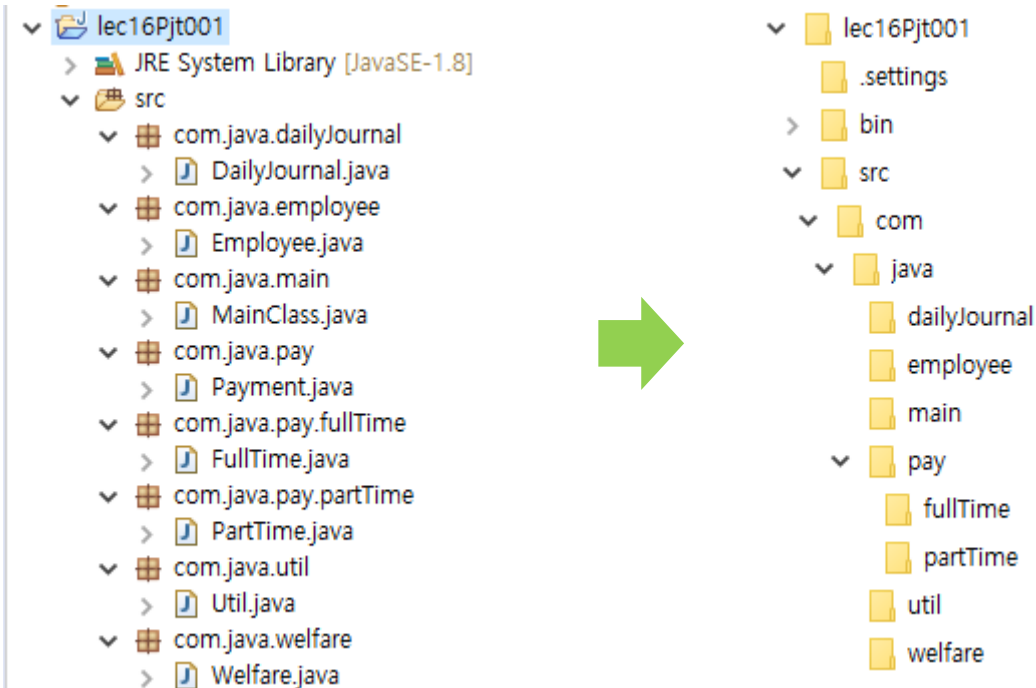 lec16Pjt001
JRE System Library [JavaSE-1.8]
src
com.java.dailyJournal
DailyJournal.java
com.java.employee
Employee.java
com.java.main
MainClass.java
com.java.pay
Payment.java
com.java.pay.fullTime
FullTime.java
com.java.pay.partTime
PartTime.java
com.java.util
Util.java
com.java.welfare
Welfare.java
lec16Pjt001
.settings
bin
src
com
java
dailyJournal
employee
main
pay
fullTime
partTime
util
welfare